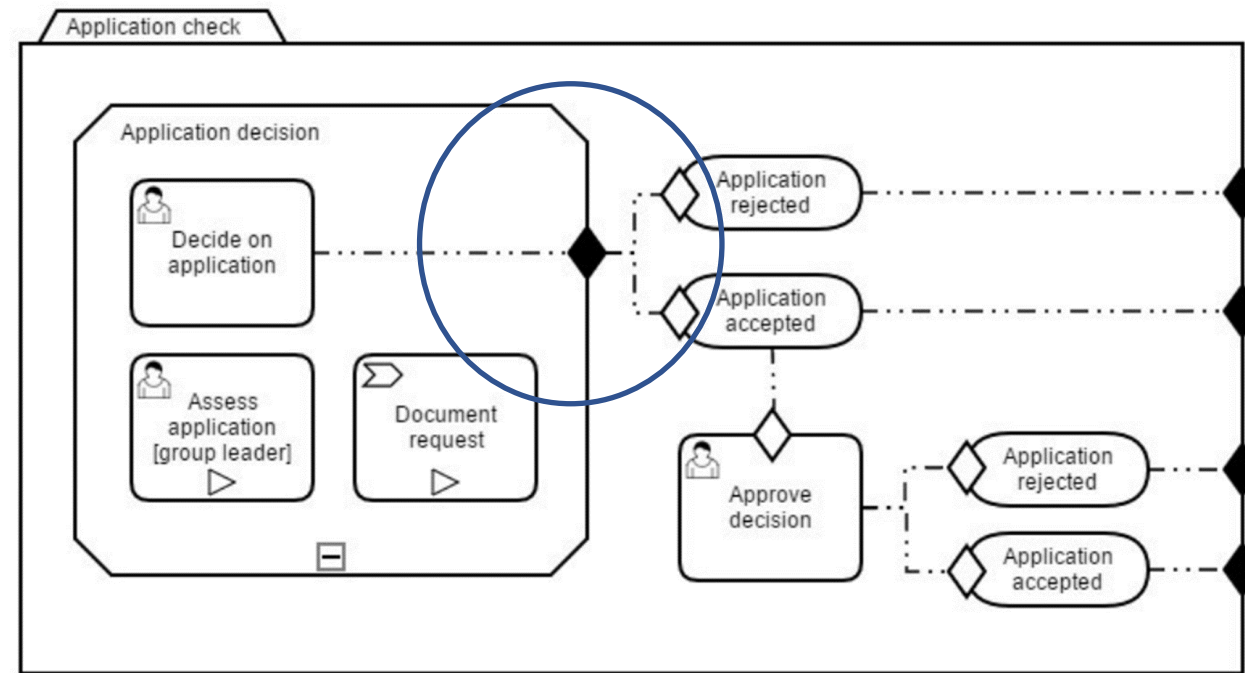 Application check
Application decision
Decide on
application
Assess
application
[group leader]
Document
request
Application
rejected
Application
accepted
Approve
decision
Application
rejected
Application
accepted